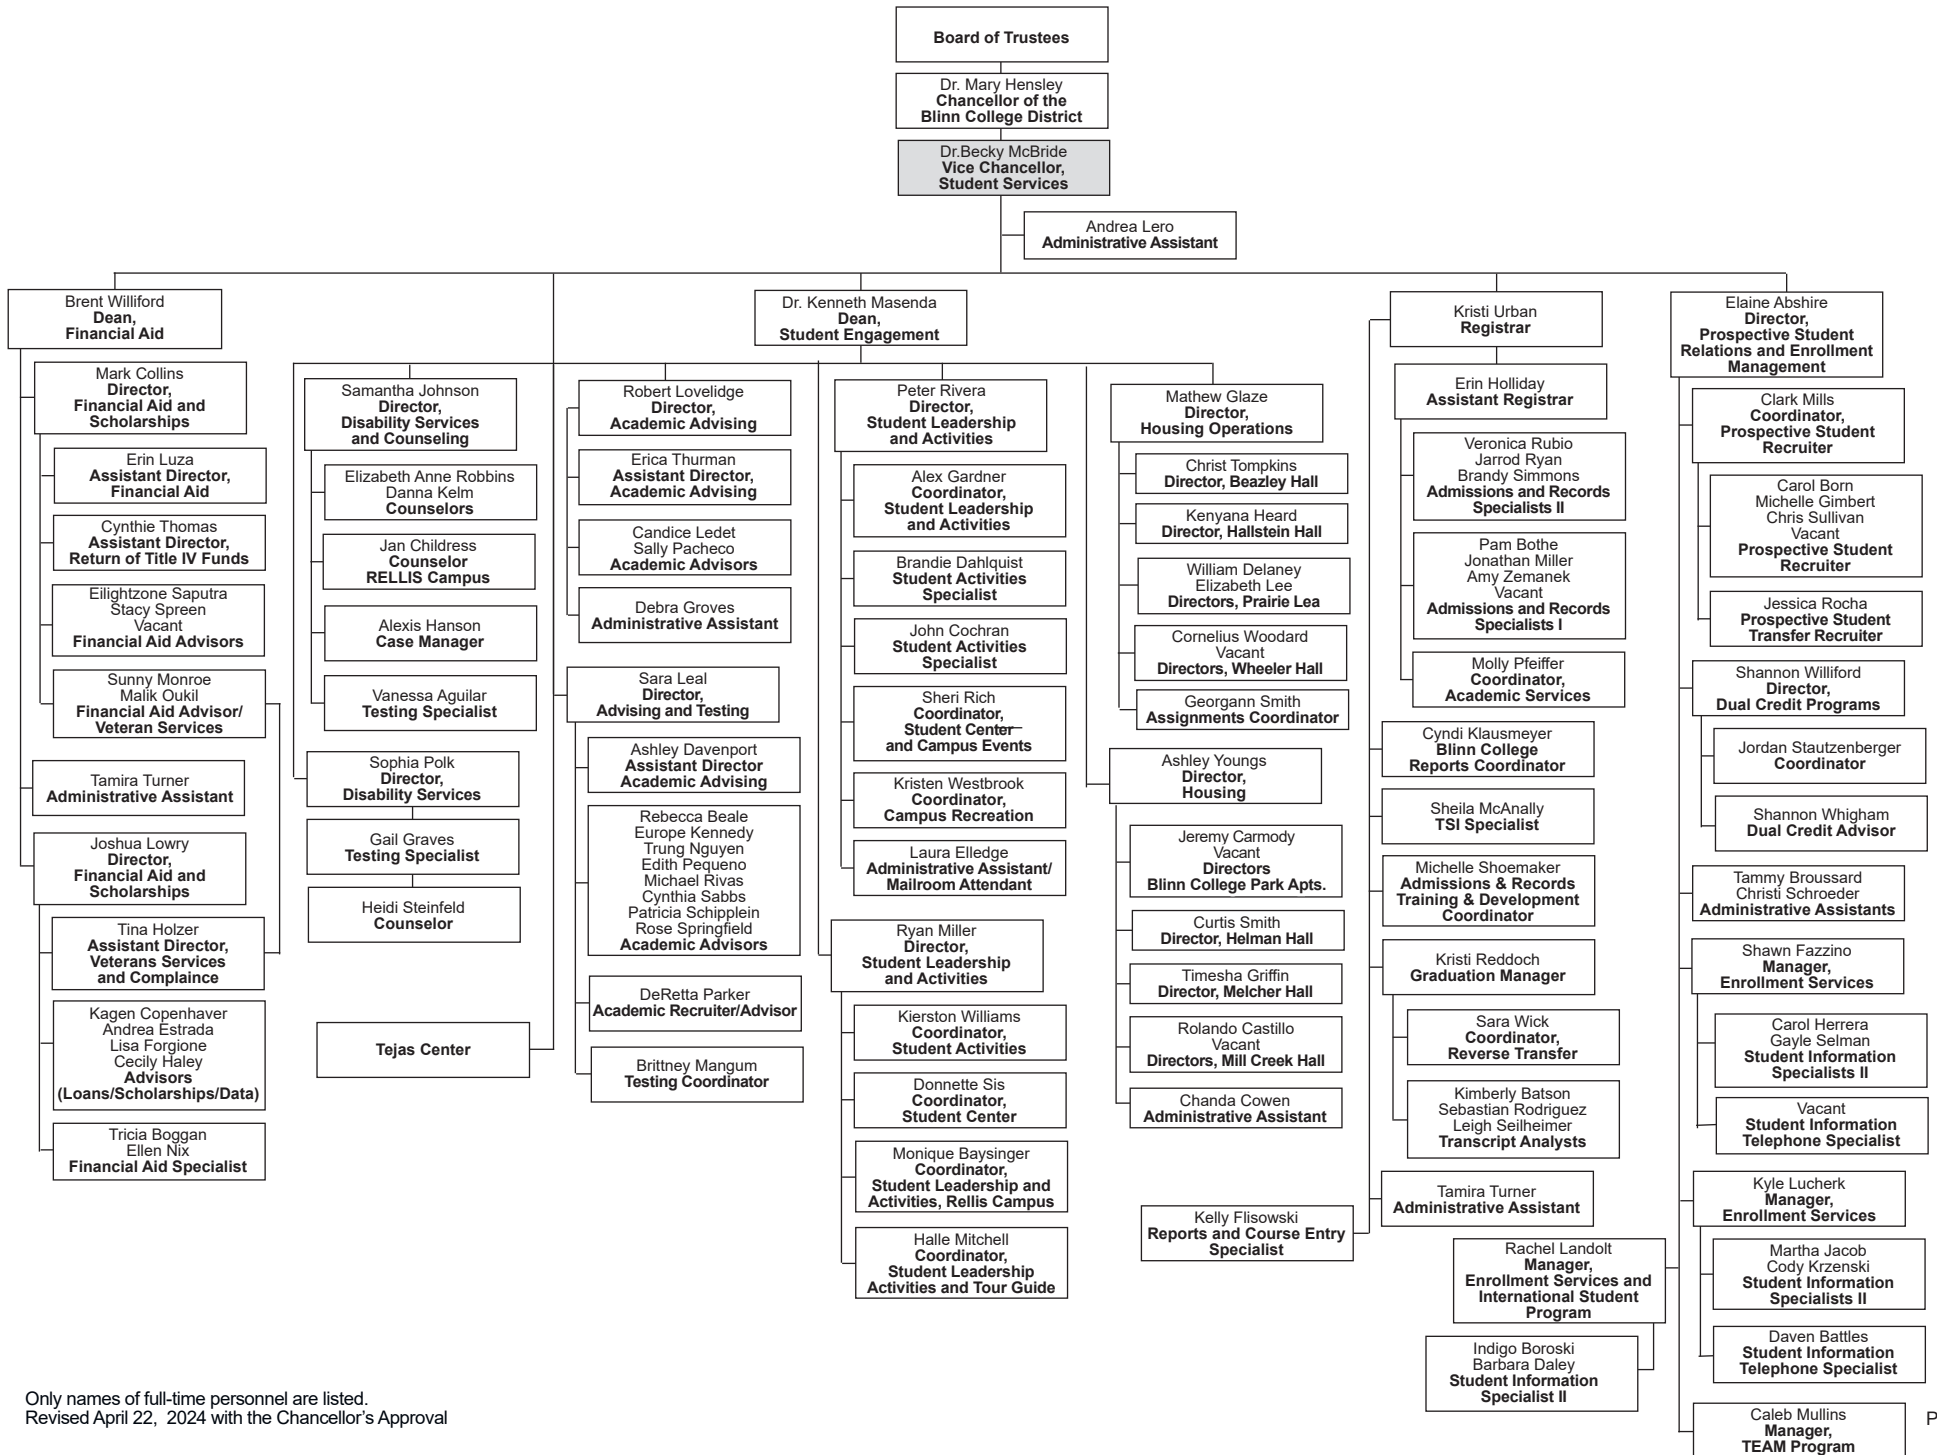 Board of Trustees
Dr. Mary Hensley
Chancellor of the
Blinn College District
Dr.Becky McBride
Vice Chancellor,
Student Services
Andrea Lero
Administrative Assistant
Brent Williford
Dean,
Financial Aid
Mark Collins
Director,
Financial Aid and
Scholarships
Erin Luza
Assistant Director,
Financial Aid
Cynthie Thomas
Assistant Director,
Return of Title IV Funds
Eilightzone Saputra
Stacy Spreen
Vacant
Financial Aid Advisors
Sunny Monroe
Malik Oukil
Financial Aid Advisor/
Veteran Services
Tamira Turner
Administrative Assistant
Joshua Lowry
Director,
Financial Aid and
Scholarships
Tina Holzer
Assistant Director,
Veterans Services
and Complaince
Kagen Copenhaver
Andrea Estrada
Lisa Forgione
Cecily Haley
Advisors
(Loans/Scholarships/Data)
Tricia Boggan
Ellen Nix
Financial Aid Specialist
Dr. Kenneth Masenda
Dean,
Student Engagement
Samantha Johnson
Director,
Disability Services
and Counseling
Elizabeth Anne Robbins
Danna Kelm
Counselors
Jan Childress
Counselor
RELLIS Campus
Alexis Hanson
Case Manager
Vanessa Aguilar
Testing Specialist
Sophia Polk
Director,
Disability Services
Gail Graves
Testing Specialist
Heidi Steinfeld
Counselor
Tejas Center
Robert Lovelidge
Director,
Academic Advising
Erica Thurman
Assistant Director,
Academic Advising
Candice Ledet
Sally Pacheco
Academic Advisors
Debra Groves
Administrative Assistant
Sara Leal
Director,
Advising and Testing
Ashley Davenport
Assistant Director
Academic Advising
Rebecca Beale
Europe Kennedy
Trung Nguyen
Edith Pequeno
Michael Rivas
Cynthia Sabbs
Patricia Schipplein
Rose Springfield
Academic Advisors
DeRetta Parker
Academic Recruiter/Advisor
Brittney Mangum
Testing Coordinator
Peter Rivera
Director,
Student Leadership
and Activities
Alex Gardner
Coordinator,
Student Leadership
and Activities
Brandie Dahlquist
Student Activities
Specialist
John Cochran
Student Activities
Specialist
Sheri Rich
Coordinator,
Student Center
and Campus Events
Kristen Westbrook
Coordinator,
Campus Recreation
Laura Elledge
Administrative Assistant/
Mailroom Attendant
Ryan Miller
Director,
Student Leadership
and Activities
Kierston Williams
Coordinator,
Student Activities
Donnette Sis
Coordinator,
Student Center
Monique Baysinger
Coordinator,
Student Leadership and
Activities, Rellis Campus
Halle Mitchell
Coordinator,
Student Leadership
Activities and Tour Guide
Mathew Glaze
Director,
Housing Operations
Christ Tompkins
Director, Beazley Hall
Kenyana Heard
Director, Hallstein Hall
William Delaney
Elizabeth Lee
Directors, Prairie Lea
Cornelius Woodard
Vacant
Directors, Wheeler Hall
Georgann Smith
Assignments Coordinator
Ashley Youngs
Director,
Housing
Jeremy Carmody
Vacant
Directors
Blinn College Park Apts.
Curtis Smith
Director, Helman Hall
Timesha Griffin
Director, Melcher Hall
Rolando Castillo
Vacant
Directors, Mill Creek Hall
Chanda Cowen
Administrative Assistant
Kristi Urban
Registrar
Erin Holliday
Assistant Registrar
Veronica Rubio
Jarrod Ryan
Brandy Simmons
Admissions and Records
Specialists II
Pam Bothe
Jonathan Miller
Amy Zemanek
Vacant
Admissions and Records
Specialists I
Molly Pfeiffer
Coordinator,
Academic Services
Cyndi Klausmeyer
Blinn College
Reports Coordinator
Sheila McAnally
TSI Specialist
Michelle Shoemaker
Admissions & Records
Training & Development
Coordinator
Kristi Reddoch
Graduation Manager
Sara Wick
Coordinator,
Reverse Transfer
Kimberly Batson
Sebastian Rodriguez
Leigh Seilheimer
Transcript Analysts
Tamira Turner
Administrative Assistant
Kelly Flisowski
Reports and Course Entry
Specialist
Elaine Abshire
Director,
Prospective Student
Relations and Enrollment
Management
Clark Mills
Coordinator,
Prospective Student
Recruiter
Carol Born
Michelle Gimbert
Chris Sullivan
Vacant
Prospective Student
Recruiter
Jessica Rocha
Prospective Student
Transfer Recruiter
Shannon Williford
Director,
Dual Credit Programs
Jordan Stautzenberger
Coordinator
Shannon Whigham
Dual Credit Advisor
Tammy Broussard
Christi Schroeder
Administrative Assistants
Shawn Fazzino
Manager,
Enrollment Services
Carol Herrera
Gayle Selman
Student Information
Specialists II
Vacant
Student Information
Telephone Specialist
Kyle Lucherk
Manager,
Enrollment Services
Martha Jacob
Cody Krzenski
Student Information
Specialists II
Daven Battles
Student Information
Telephone Specialist
Rachel Landolt
Manager,
Enrollment Services and
International Student
Program
Indigo Boroski
Barbara Daley
Student Information
Specialist II
Caleb Mullins
Manager,
TEAM Program
Only names of full-time personnel are listed.
Revised April 22, 2024 with the Chancellor's Approval
P